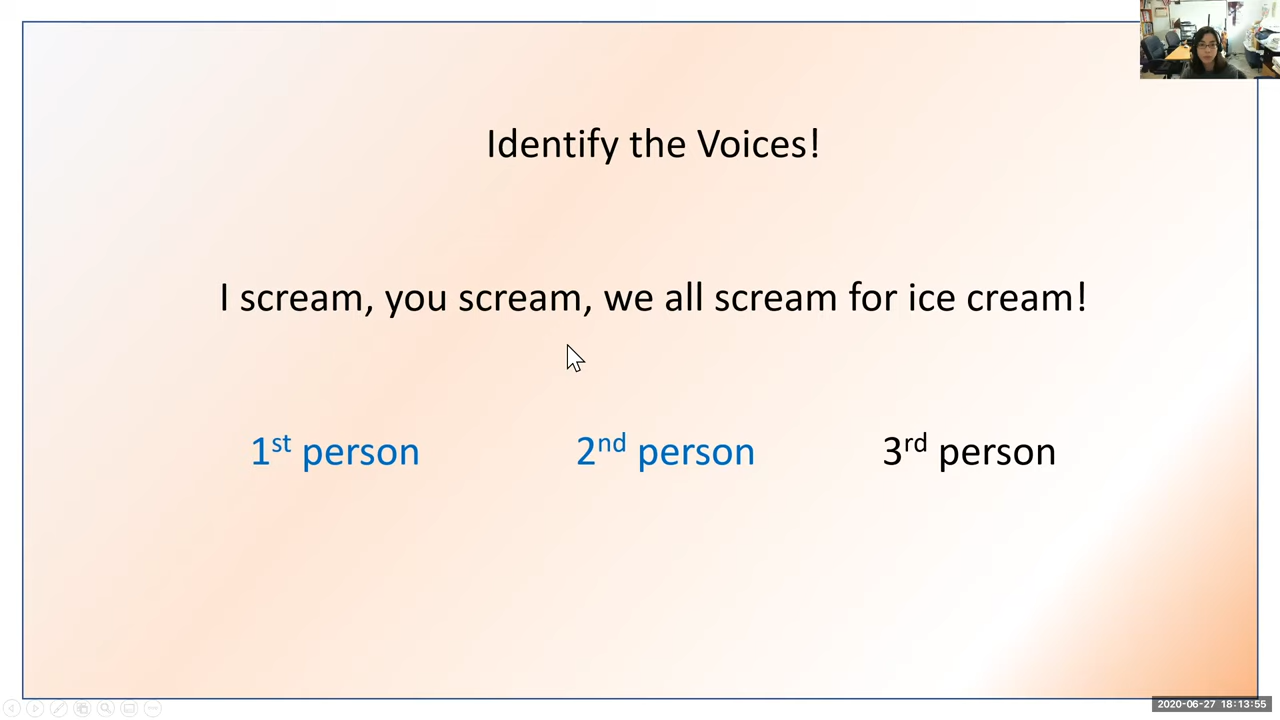 Identify the Voices!
I scream, you scream, we all scream for ice cream!
1st person 2nd person 3rd person
2020-06-27 18:13:55